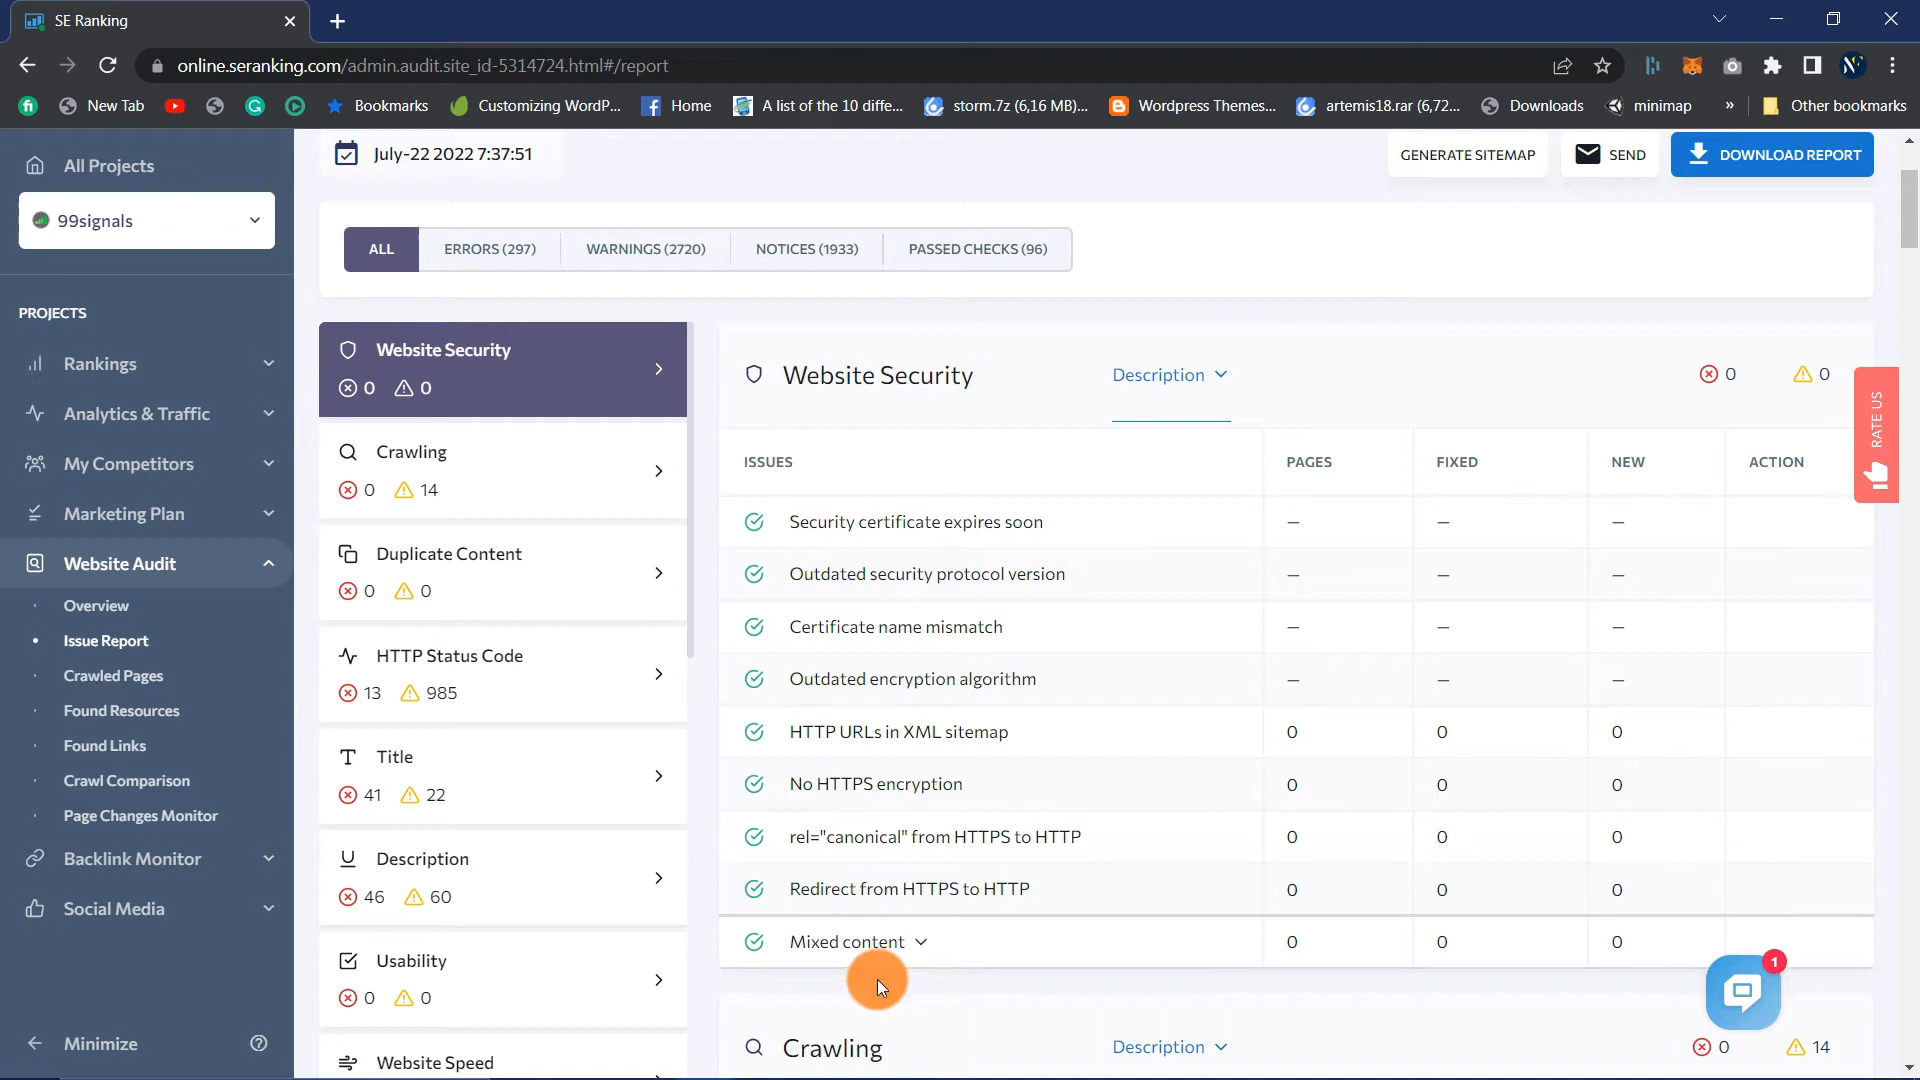 SE Ranking
online.seranking.com/admin.audit.site_id-5314724.html#/report
New Tab
Bookmarks
Customizing WordP...
Home
A list of the 10 diffe...
storm.7z (6,16 MB)...
Wordpress Themes...
artemis18.rar (6,72...
Downloads
minimap
»
Other bookmarks
All Projects
99signals
PROJECTS
Rankings
Analytics & Traffic
My Competitors
Marketing Plan
Website Audit
Overview
Issue Report
Crawled Pages
Found Resources
Found Links
Crawl Comparison
Page Changes Monitor
Backlink Monitor
Social Media
Minimize
July-22 2022 7:37:51
GENERATE SITEMAP
SEND
DOWNLOAD REPORT
ALL
ERRORS (297)
WARNINGS (2720)
NOTICES (1933)
PASSED CHECKS (96)
Website Security
0 0
Crawling
0 14
Duplicate Content
0 0
HTTP Status Code
13 985
Title
41 22
Description
46 60
Usability
0 0
Website Speed
Website Security Description 0 0
ISSUES PAGES FIXED NEW ACTION
Security certificate expires soon – – –
Outdated security protocol version – – –
Certificate name mismatch – – –
Outdated encryption algorithm – – –
HTTP URLs in XML sitemap 0 0 0
No HTTPS encryption 0 0 0
rel="canonical" from HTTPS to HTTP 0 0 0
Redirect from HTTPS to HTTP 0 0 0
Mixed content 0 0 0
Crawling Description 0 14
RATE US
1